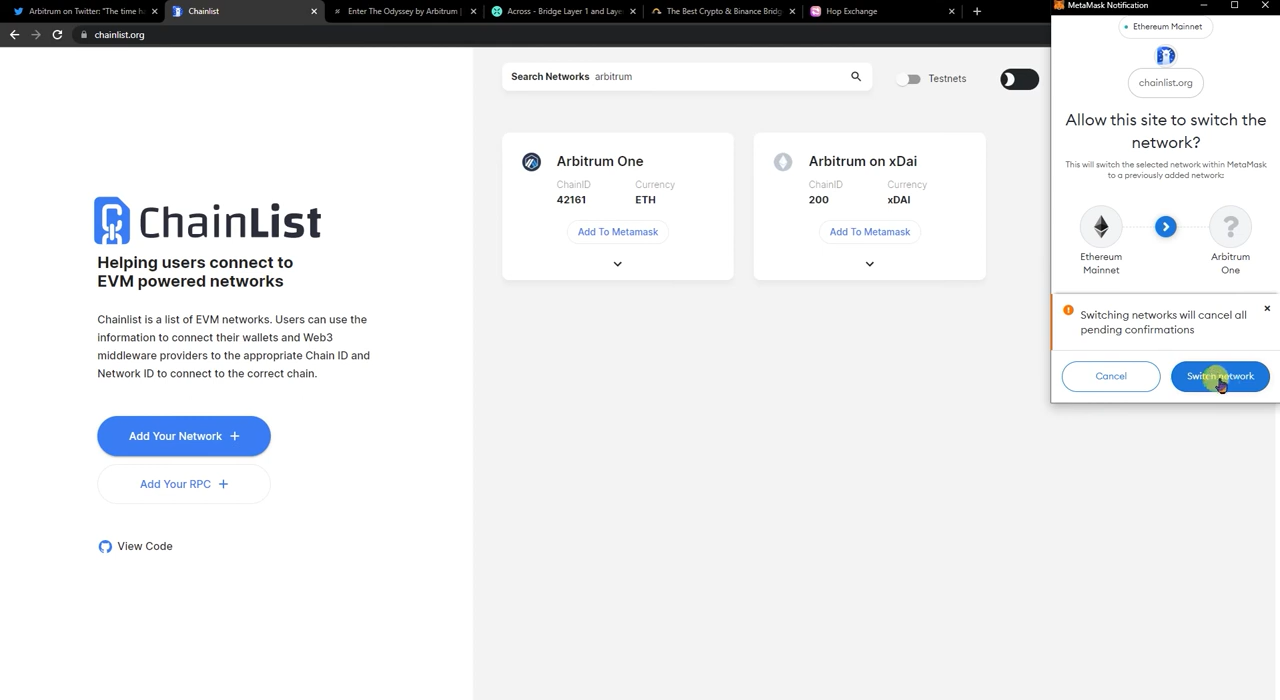 Arbitrum on Twitter: "The time h
Chainlist
Enter The Odyssey by Arbitrum |
Across - Bridge Layer 1 and Laye
The Best Crypto & Binance Bridg
Hop Exchange
chainlist.org
Search Networks arbitrum
Testnets
ChainList
Helping users connect to
EVM powered networks
Chainlist is a list of EVM networks. Users can use the
information to connect their wallets and Web3
middleware providers to the appropriate Chain ID and
Network ID to connect to the correct chain.
Add Your Network +
Add Your RPC +
View Code
Arbitrum One
ChainID Currency
42161 ETH
Add To Metamask
Arbitrum on xDai
ChainID Currency
200 xDAI
Add To Metamask
MetaMask Notification
Ethereum Mainnet
chainlist.org
Allow this site to switch the
network?
This will switch the selected network within MetaMask
to a previously added network:
Ethereum
Mainnet
Arbitrum
One
Switching networks will cancel all
pending confirmations
Cancel
Switch network